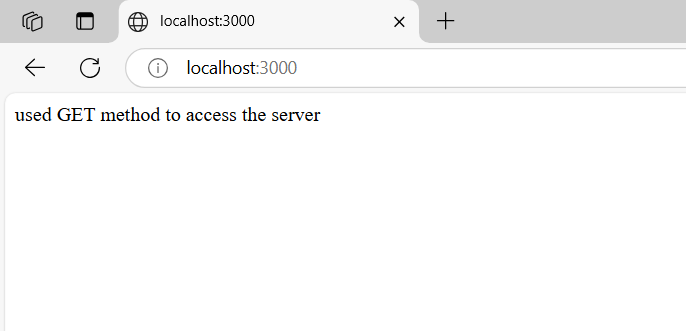 localhost:3000
localhost:3000
used GET method to access the server